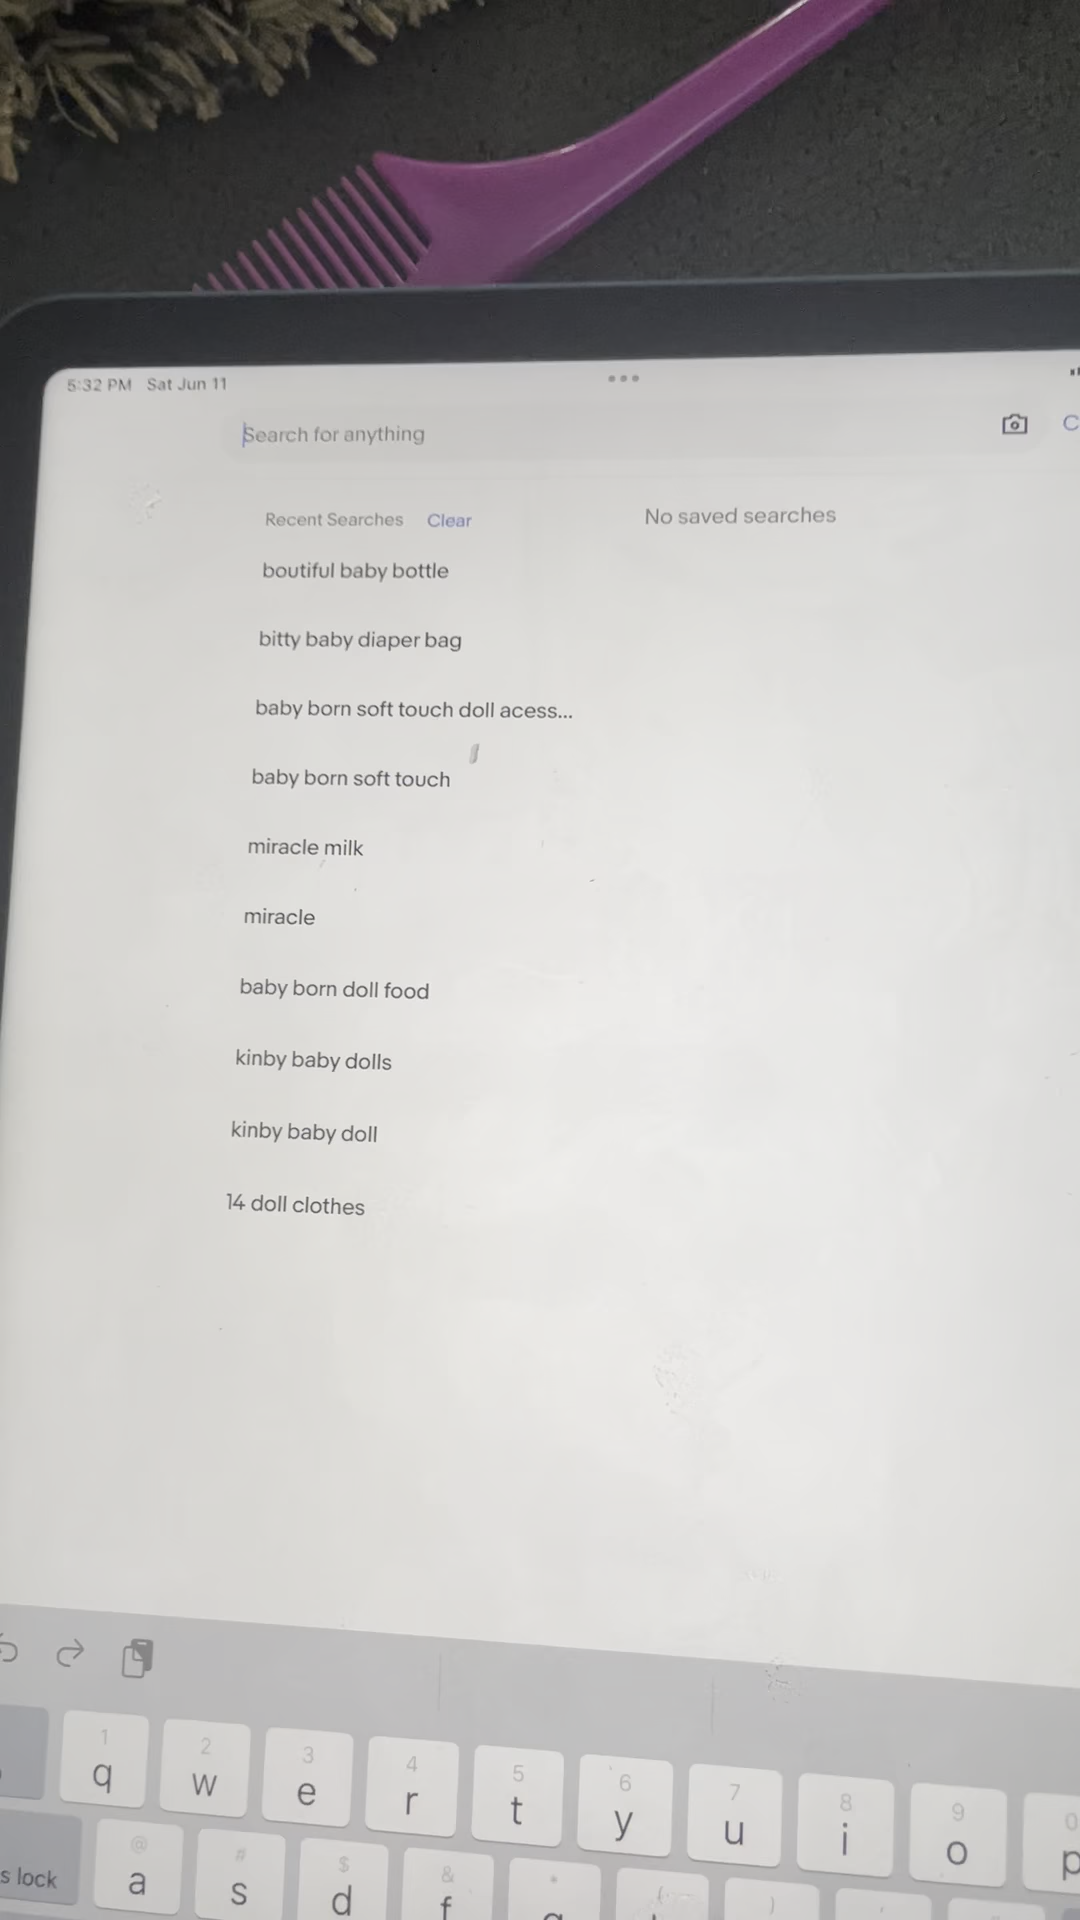 5:32 PM Sat Jun 11
Search for anything
Recent Searches Clear
No saved searches
boutiful baby bottle
bitty baby diaper bag
baby born soft touch doll acess...
baby born soft touch
miracle milk
miracle
baby born doll food
kinby baby dolls
kinby baby doll
14 doll clothes
1 2 3 4 5 6 7 8 9 0
q w e r t y u i o p
@ # $ & * ( ) '
s lock a s d f